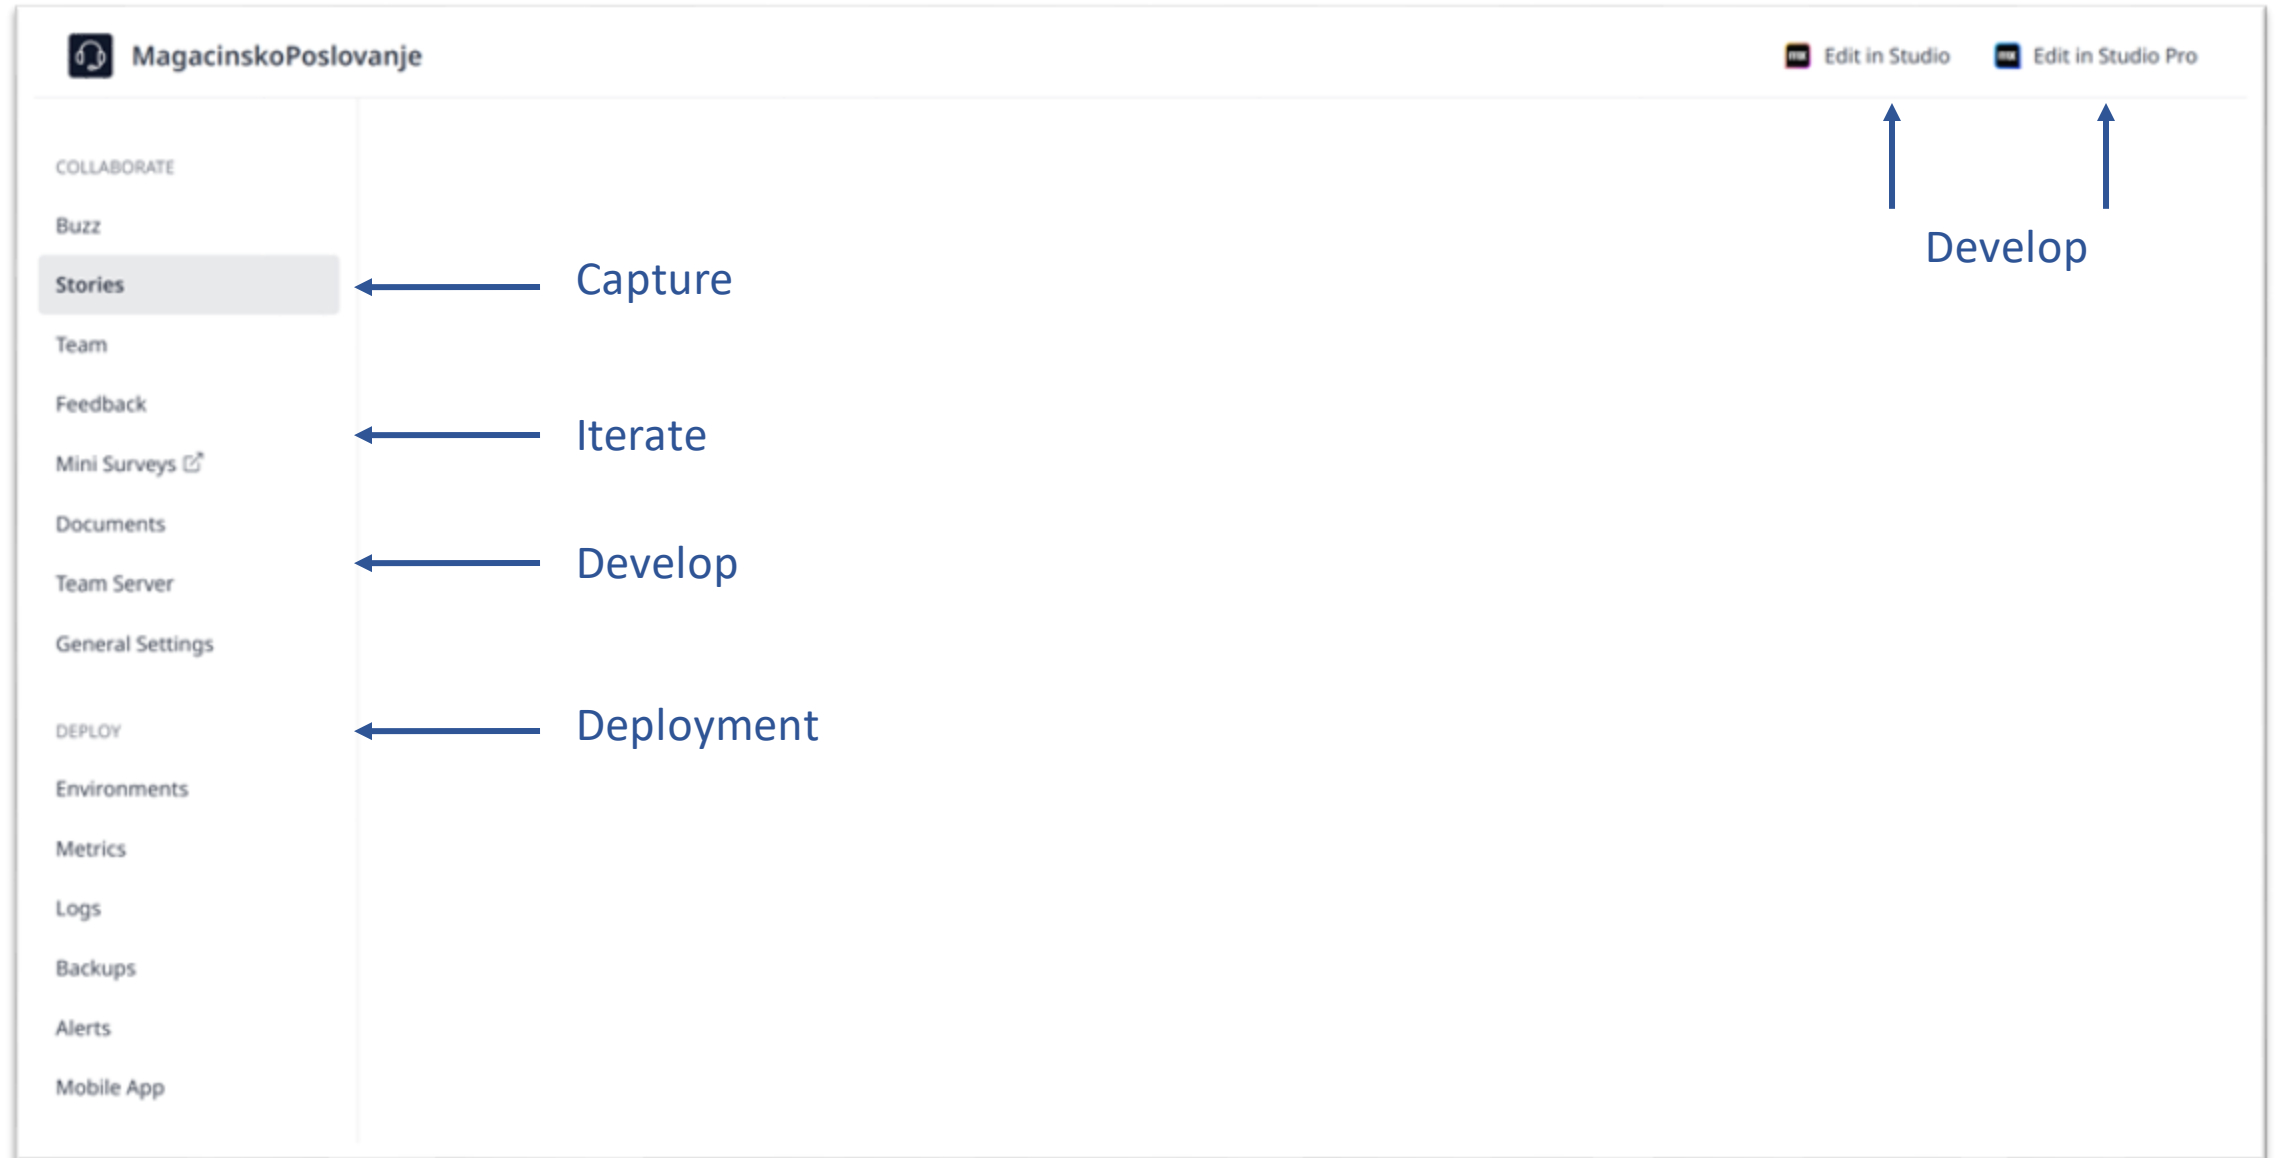 MagacinskoPoslovanje
Edit in Studio
Edit in Studio Pro
Develop
COLLABORATE
Buzz
Stories
Capture
Team
Feedback
Iterate
Mini Surveys
Documents
Develop
Team Server
General Settings
DEPLOY
Deployment
Environments
Metrics
Logs
Backups
Alerts
Mobile App